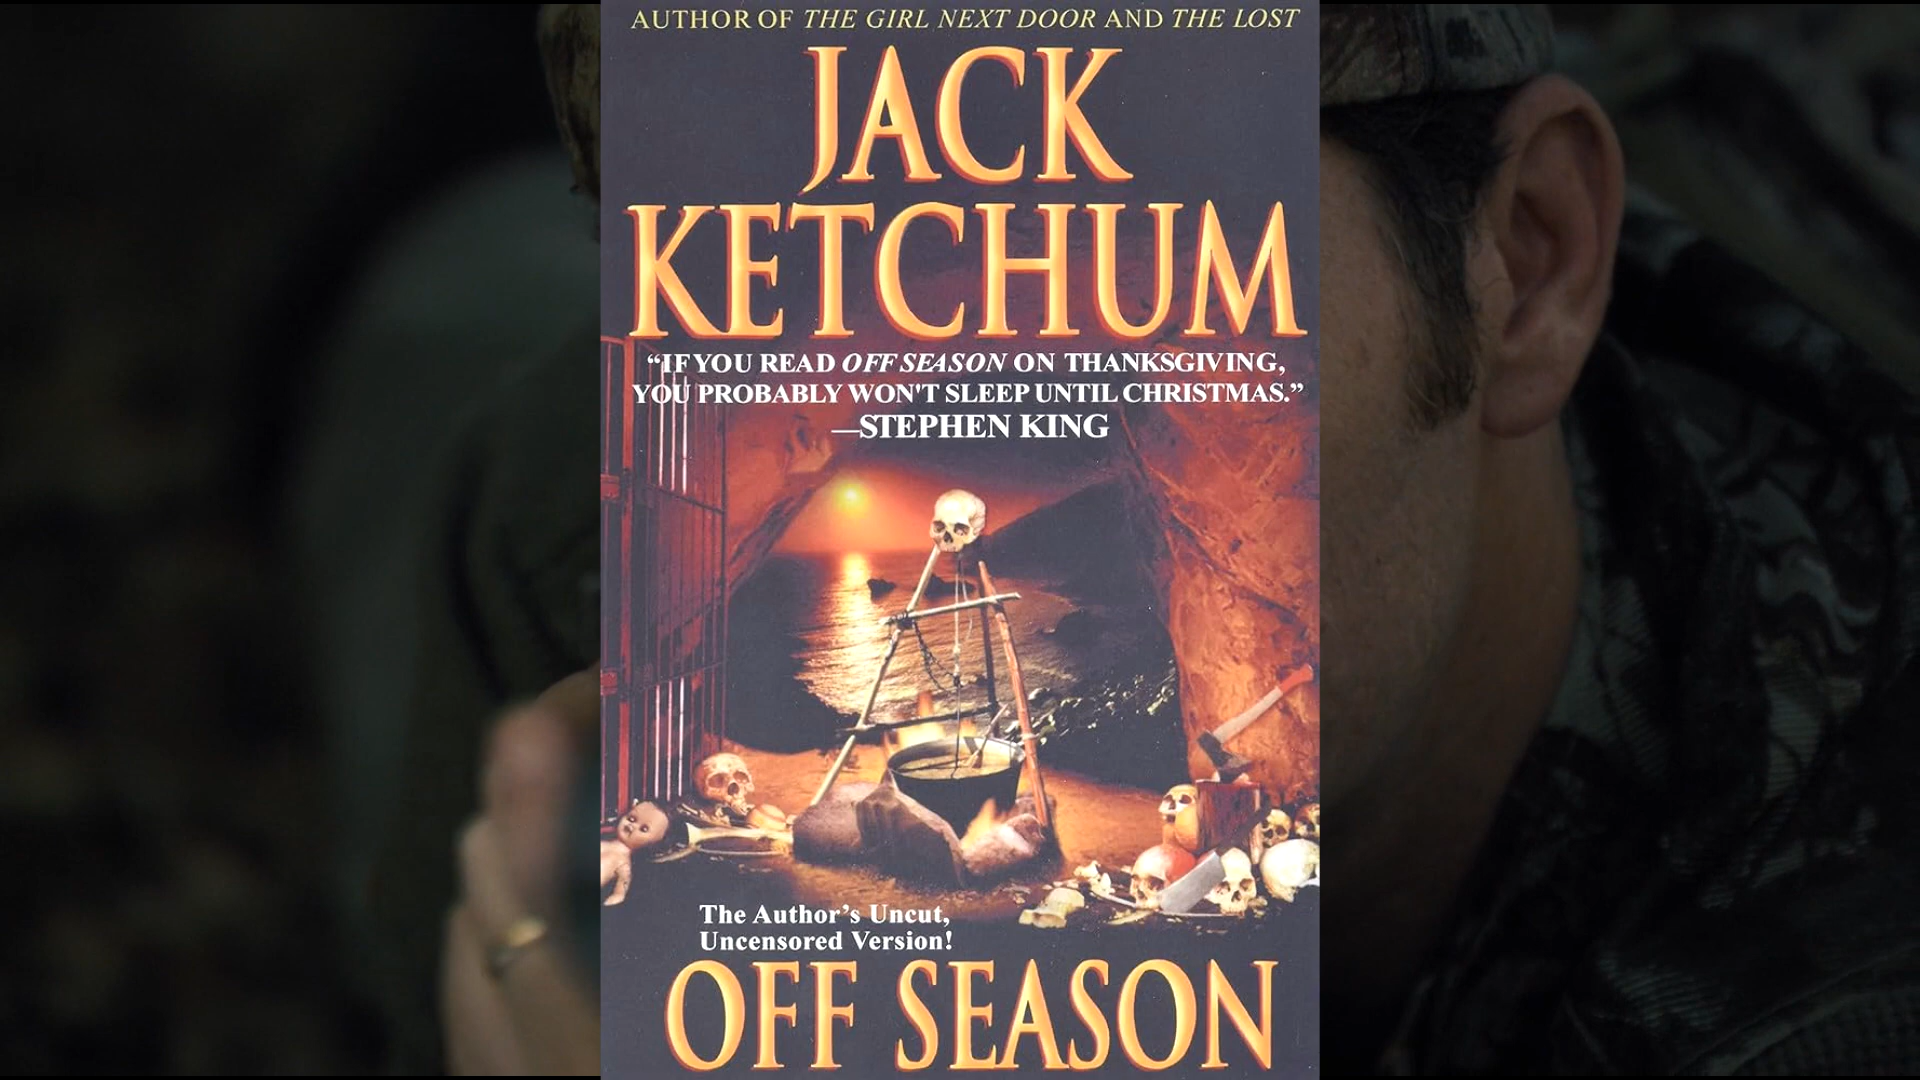 AUTHOR OF THE GIRL NEXT DOOR AND THE LOST
JACK
KETCHUM
“IF YOU READ OFF SEASON ON THANKSGIVING,
YOU PROBABLY WON'T SLEEP UNTIL CHRISTMAS.”
—STEPHEN KING
The Author’s Uncut,
Uncensored Version!
OFF SEASON